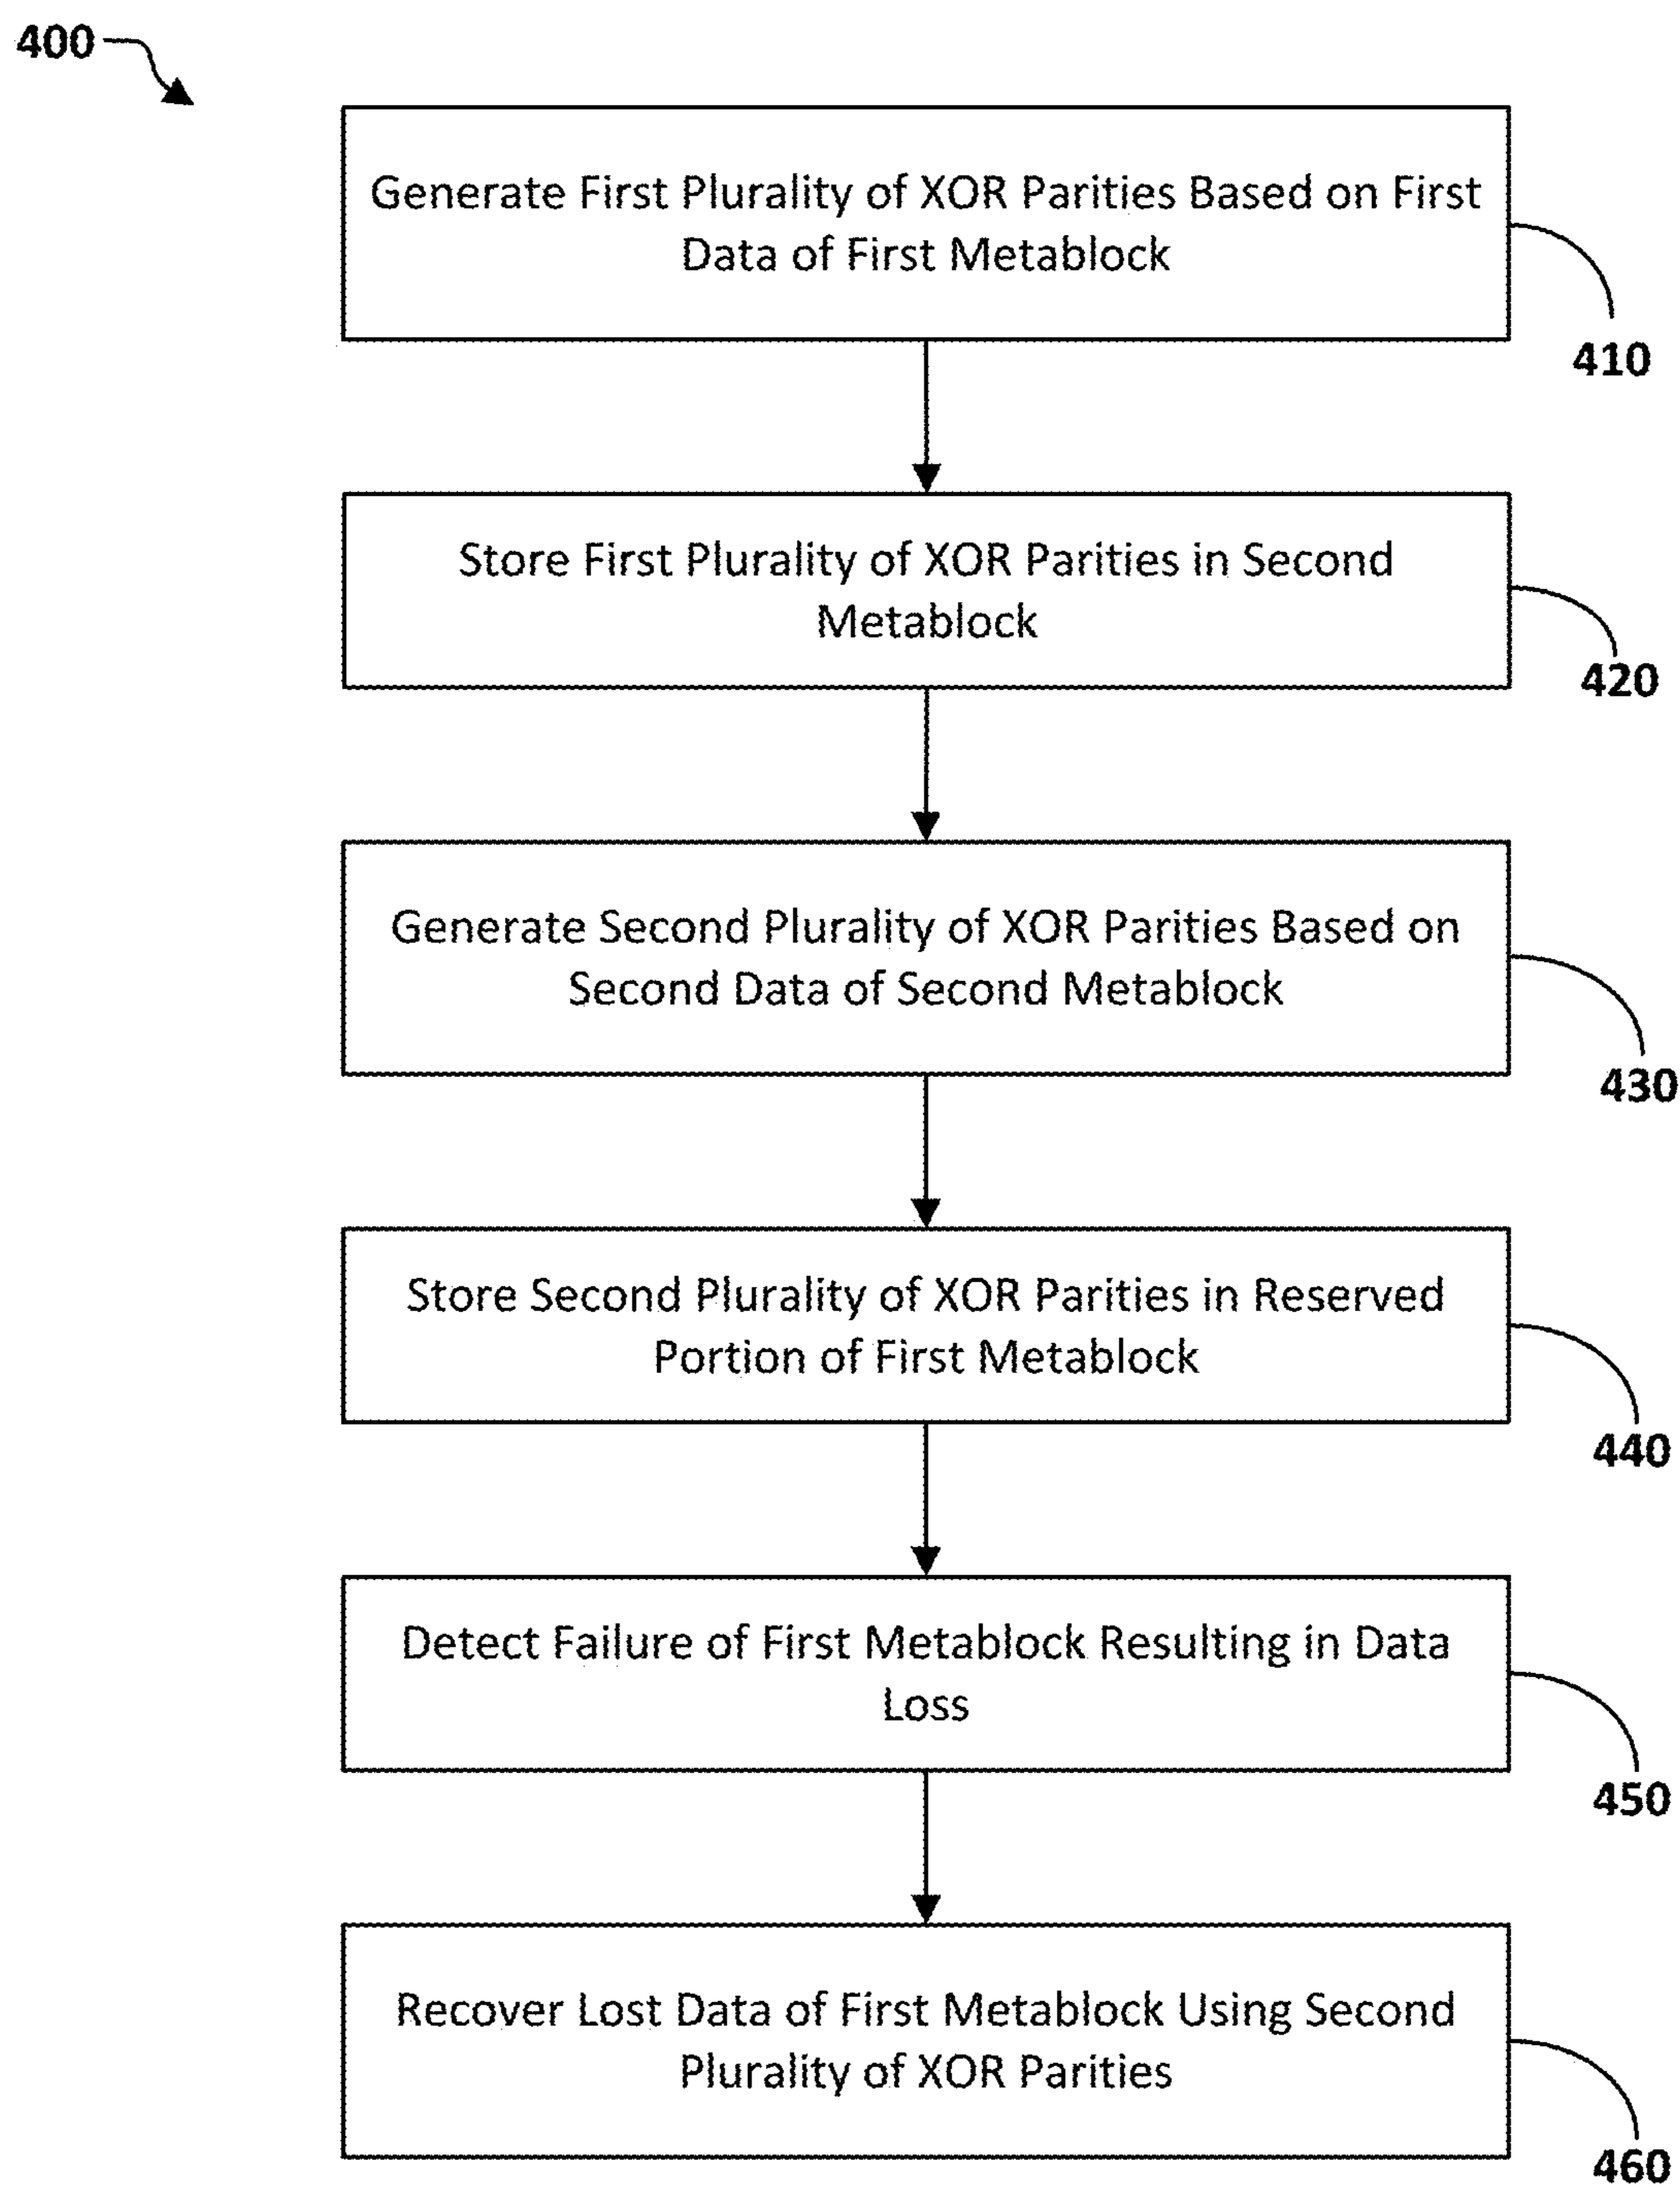 400
Generate First Plurality of XOR Parities Based on First
Data of First Metablock
410
Store First Plurality of XOR Parities in Second
Metablock
420
Generate Second Plurality of XOR Parities Based on
Second Data of Second Metablock
430
Store Second Plurality of XOR Parities in Reserved
Portion of First Metablock
440
Detect Failure of First Metablock Resulting in Data
Loss
450
Recover Lost Data of First Metablock Using Second
Plurality of XOR Parities
460